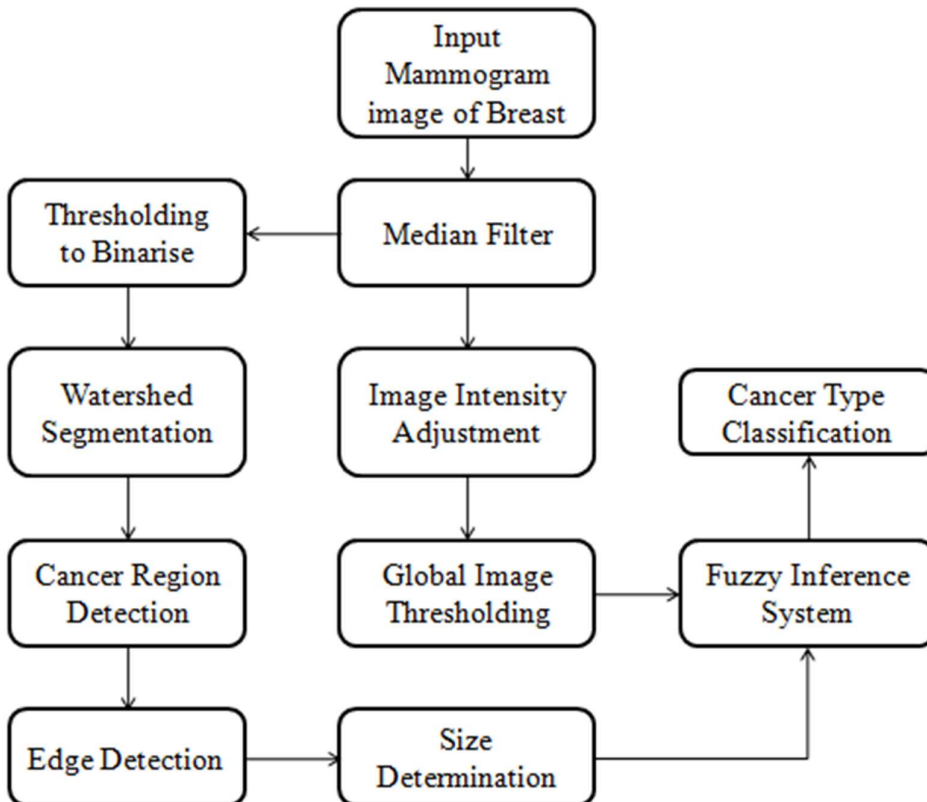 Input
Mammogram
image of Breast
Thresholding
to Binarise
Median Filter
Watershed
Segmentation
Image Intensity
Adjustment
Cancer Type
Classification
Cancer Region
Detection
Global Image
Thresholding
Fuzzy Inference
System
Edge Detection
Size
Determination